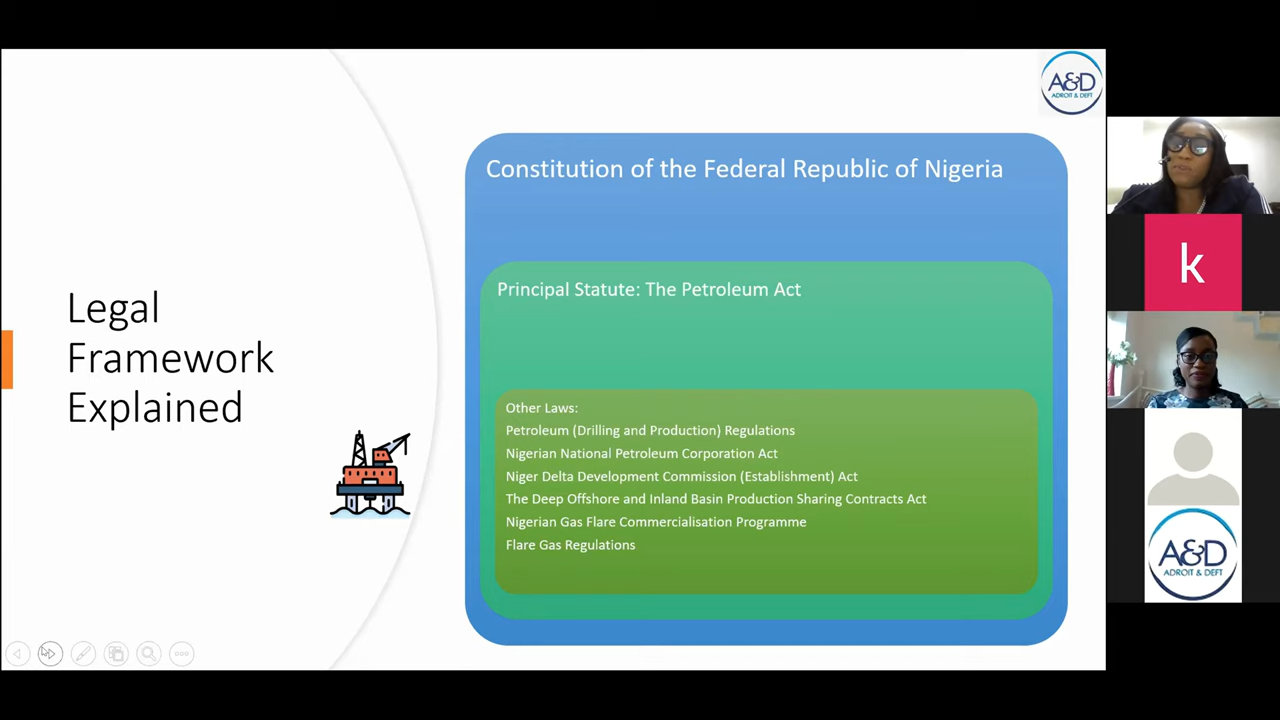 A&D
ADROIT & DEFT
Constitution of the Federal Republic of Nigeria
Principal Statute: The Petroleum Act
Legal
Framework
Explained
Other Laws:
Petroleum (Drilling and Production) Regulations
Nigerian National Petroleum Corporation Act
Niger Delta Development Commission (Establishment) Act
The Deep Offshore and Inland Basin Production Sharing Contracts Act
Nigerian Gas Flare Commercialisation Programme
Flare Gas Regulations
k
A&D
ADROIT & DEFT